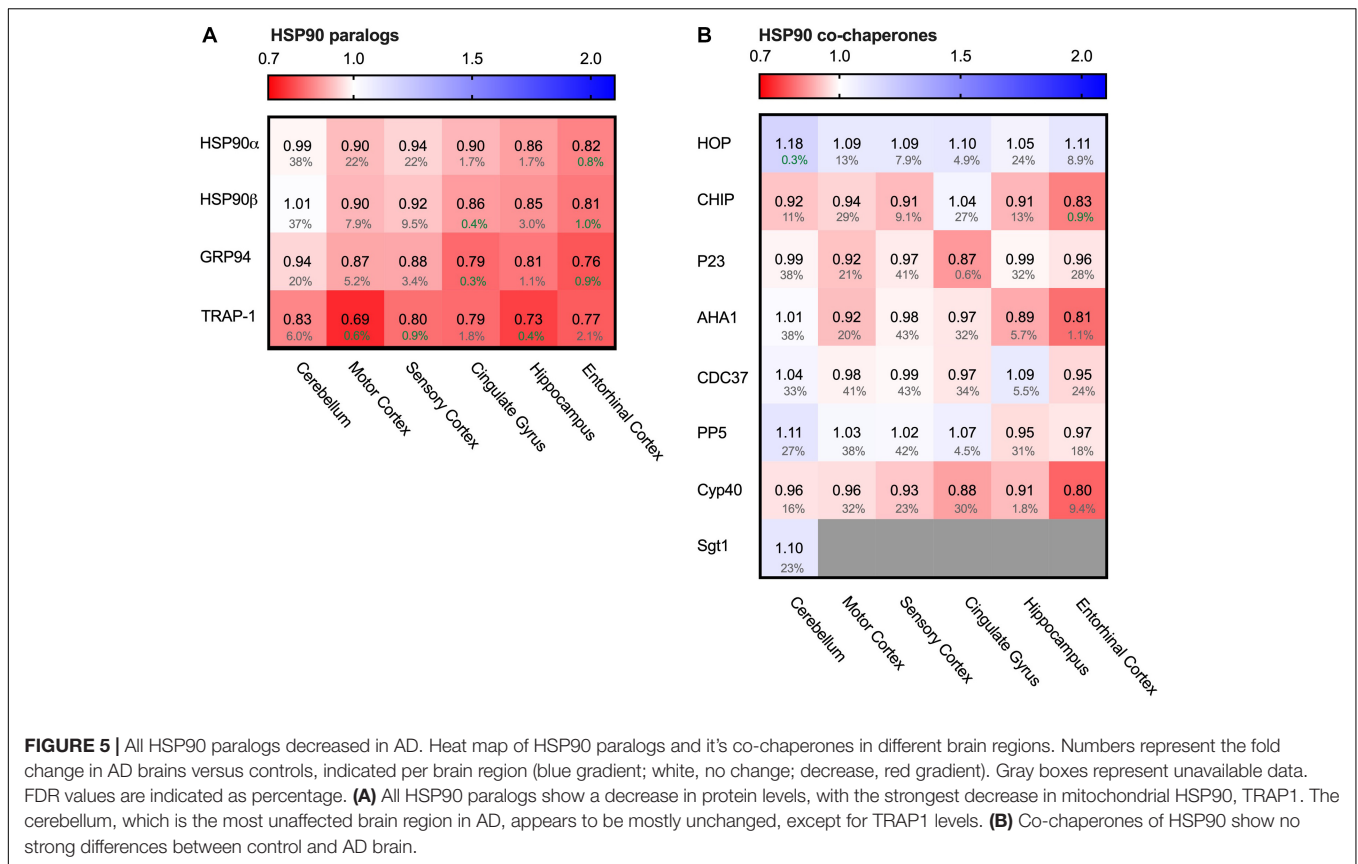 A HSP90 paralogs
0.7 1.0 1.5 2.0
HSP90α 0.99 0.90 0.94 0.90 0.86 0.82
38% 22% 22% 1.7% 1.7% 0.8%
HSP90β 1.01 0.90 0.92 0.86 0.85 0.81
37% 7.9% 9.5% 0.4% 3.0% 1.0%
GRP94 0.94 0.87 0.88 0.79 0.81 0.76
20% 5.2% 3.4% 0.3% 1.1% 0.9%
TRAP-1 0.83 0.69 0.80 0.79 0.73 0.77
6.0% 0.6% 0.9% 1.8% 0.4% 2.1%
Cerebellum
Motor Cortex
Sensory Cortex
Cingulate Gyrus
Hippocampus
Entorhinal Cortex
B HSP90 co-chaperones
0.7 1.0 1.5 2.0
HOP 1.18 1.09 1.09 1.10 1.05 1.11
0.3% 13% 7.9% 4.9% 24% 8.9%
CHIP 0.92 0.94 0.91 1.04 0.91 0.83
11% 29% 9.1% 27% 13% 0.9%
P23 0.99 0.92 0.97 0.87 0.99 0.96
38% 21% 41% 0.6% 32% 28%
AHA1 1.01 0.92 0.98 0.97 0.89 0.81
38% 20% 43% 32% 5.7% 1.1%
CDC37 1.04 0.98 0.99 0.97 1.09 0.95
33% 41% 43% 34% 5.5% 24%
PP5 1.11 1.03 1.02 1.07 0.95 0.97
27% 38% 42% 4.5% 31% 18%
Cyp40 0.96 0.96 0.93 0.88 0.91 0.80
16% 32% 23% 30% 1.8% 9.4%
Sgt1 1.10
23%
Cerebellum
Motor Cortex
Sensory Cortex
Cingulate Gyrus
Hippocampus
Entorhinal Cortex
FIGURE 5 | All HSP90 paralogs decreased in AD. Heat map of HSP90 paralogs and it's co-chaperones in different brain regions. Numbers represent the fold
change in AD brains versus controls, indicated per brain region (blue gradient; white, no change; decrease, red gradient). Gray boxes represent unavailable data.
FDR values are indicated as percentage. (A) All HSP90 paralogs show a decrease in protein levels, with the strongest decrease in mitochondrial HSP90, TRAP1. The
cerebellum, which is the most unaffected brain region in AD, appears to be mostly unchanged, except for TRAP1 levels. (B) Co-chaperones of HSP90 show no
strong differences between control and AD brain.